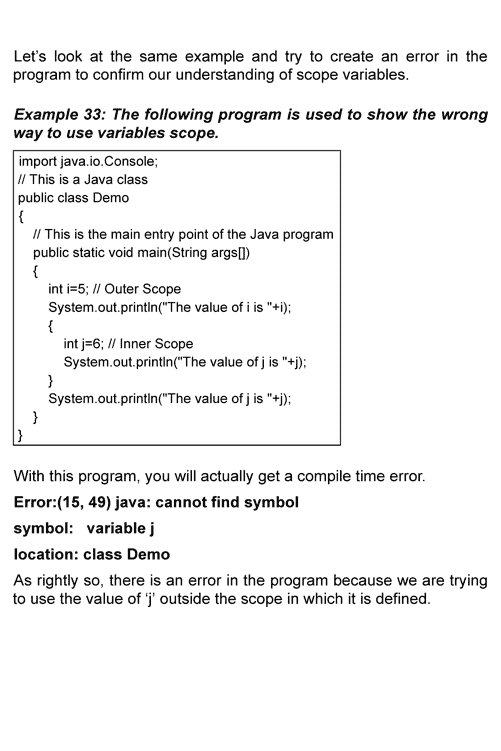 Let's look at the same example and try to create an error in the
program to confirm our understanding of scope variables.
Example 33: The following program is used to show the wrong
way to use variables scope.
import java.io.Console;
// This is a Java class
public class Demo
{
// This is the main entry point of the Java program
public static void main(String args[])
{
int i=5; // Outer Scope
System.out.println("The value of i is "+i);
{
int j=6; // Inner Scope
System.out.println("The value of j is "+j);
}
System.out.println("The value of j is "+j);
}
}
With this program, you will actually get a compile time error.
Error:(15, 49) java: cannot find symbol
symbol: variable j
location: class Demo
As rightly so, there is an error in the program because we are trying
to use the value of ‘j’ outside the scope in which it is defined.